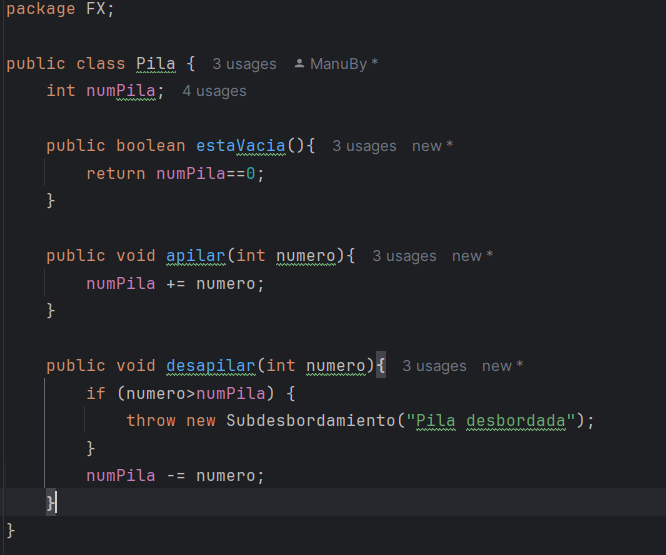 package FX;
public class Pila { 3 usages ManuBy *
int numPila; 4 usages
public boolean estaVacia(){ 3 usages new *
return numPila==0;
}
public void apilar(int numero){ 3 usages new *
numPila += numero;
}
public void desapilar(int numero){ 3 usages new *
if (numero>numPila) {
throw new Subdesbordamiento("Pila desbordada");
}
numPila -= numero;
}
}